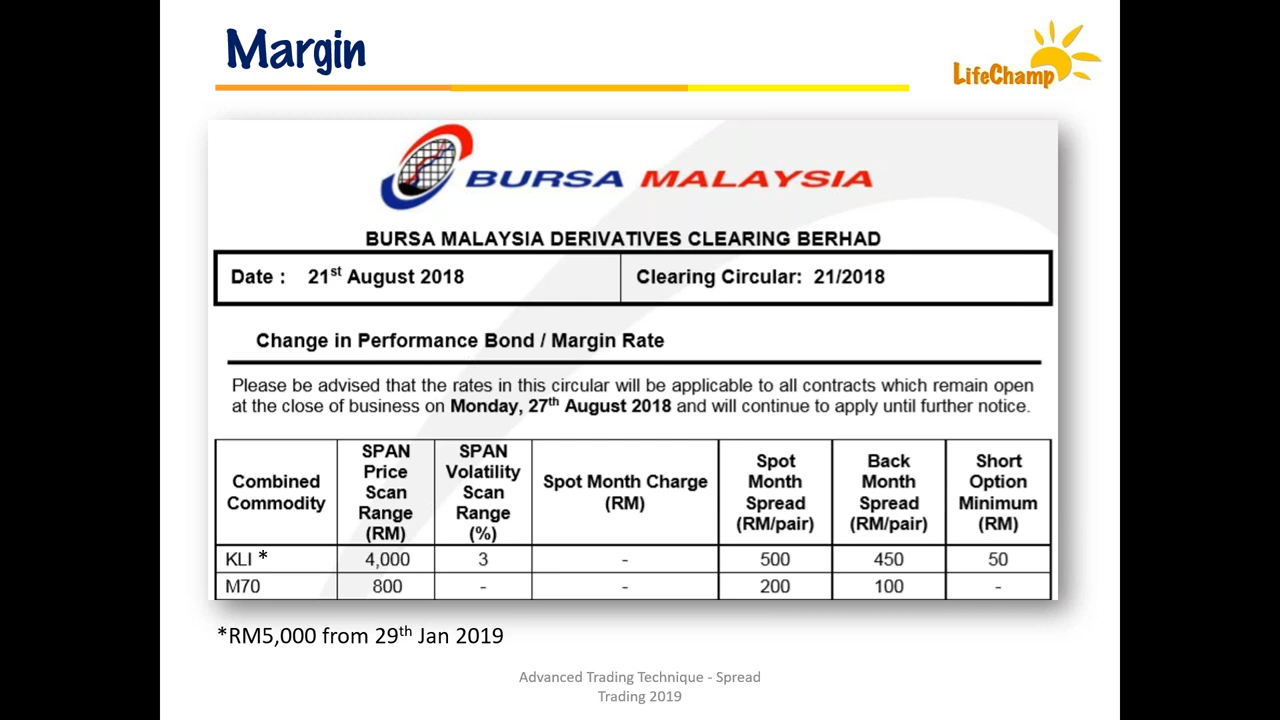 Margin
LifeChamp
BURSA MALAYSIA
BURSA MALAYSIA DERIVATIVES CLEARING BERHAD
Date : 21st August 2018 Clearing Circular: 21/2018
Change in Performance Bond / Margin Rate
Please be advised that the rates in this circular will be applicable to all contracts which remain open
at the close of business on Monday, 27th August 2018 and will continue to apply until further notice.
Combined
Commodity
SPAN
Price
Scan
Range
(RM)
SPAN
Volatility
Scan
Range
(%)
Spot Month Charge
(RM)
Spot
Month
Spread
(RM/pair)
Back
Month
Spread
(RM/pair)
Short
Option
Minimum
(RM)
KLI * 4,000 3 - 500 450 50
M70 800 - - 200 100 -
*RM5,000 from 29th Jan 2019
Advanced Trading Technique - Spread
Trading 2019